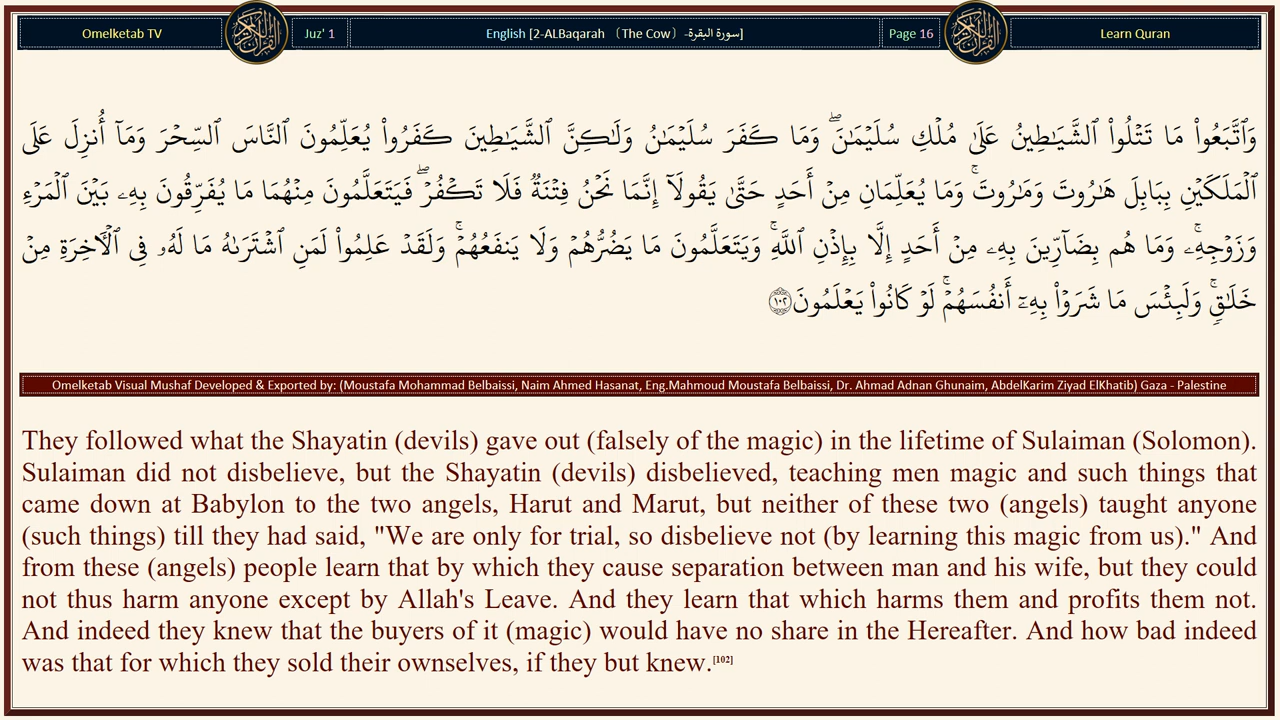 Omelketab TV
Juz' 1
English [2-ALBaqarah （The Cow） -سورة البقرة]
Page 16
Learn Quran
وَٱتَّبَعُوا۟ مَا تَتْلُوا۟ ٱلشَّيَـٰطِينُ عَلَىٰ مُلْكِ سُلَيْمَـٰنَ ۖ وَمَا كَفَرَ سُلَيْمَـٰنُ وَلَـٰكِنَّ ٱلشَّيَـٰطِينَ كَفَرُوا۟ يُعَلِّمُونَ ٱلنَّاسَ ٱلسِّحْرَ وَمَآ أُنزِلَ عَلَى
ٱلْمَلَكَيْنِ بِبَابِلَ هَـٰرُوتَ وَمَـٰرُوتَ ۚ وَمَا يُعَلِّمَانِ مِنْ أَحَدٍ حَتَّىٰ يَقُولَآ إِنَّمَا نَحْنُ فِتْنَةٌ فَلَا تَكْفُرْ ۖ فَيَتَعَلَّمُونَ مِنْهُمَا مَا يُفَرِّقُونَ بِهِۦ بَيْنَ ٱلْمَرْءِ
وَزَوْجِهِۦ ۚ وَمَا هُم بِضَآرِّينَ بِهِۦ مِنْ أَحَدٍ إِلَّا بِإِذْنِ ٱللَّهِ ۚ وَيَتَعَلَّمُونَ مَا يَضُرُّهُمْ وَلَا يَنفَعُهُمْ ۚ وَلَقَدْ عَلِمُوا۟ لَمَنِ ٱشْتَرَىٰهُ مَا لَهُۥ فِى ٱلْـَٔاخِرَةِ مِنْ
خَلَـٰقٍ ۚ وَلَبِئْسَ مَا شَرَوْا۟ بِهِۦٓ أَنفُسَهُمْ ۚ لَوْ كَانُوا۟ يَعْلَمُونَ ١٠٢
Omelketab Visual Mushaf Developed & Exported by: (Moustafa Mohammad Belbaissi, Naim Ahmed Hasanat, Eng.Mahmoud Moustafa Belbaissi, Dr. Ahmad Adnan Ghunaim, AbdelKarim Ziyad ElKhatib) Gaza - Palestine
They followed what the Shayatin (devils) gave out (falsely of the magic) in the lifetime of Sulaiman (Solomon).
Sulaiman did not disbelieve, but the Shayatin (devils) disbelieved, teaching men magic and such things that
came down at Babylon to the two angels, Harut and Marut, but neither of these two (angels) taught anyone
(such things) till they had said, "We are only for trial, so disbelieve not (by learning this magic from us)." And
from these (angels) people learn that by which they cause separation between man and his wife, but they could
not thus harm anyone except by Allah's Leave. And they learn that which harms them and profits them not.
And indeed they knew that the buyers of it (magic) would have no share in the Hereafter. And how bad indeed
was that for which they sold their ownselves, if they but knew.[102]